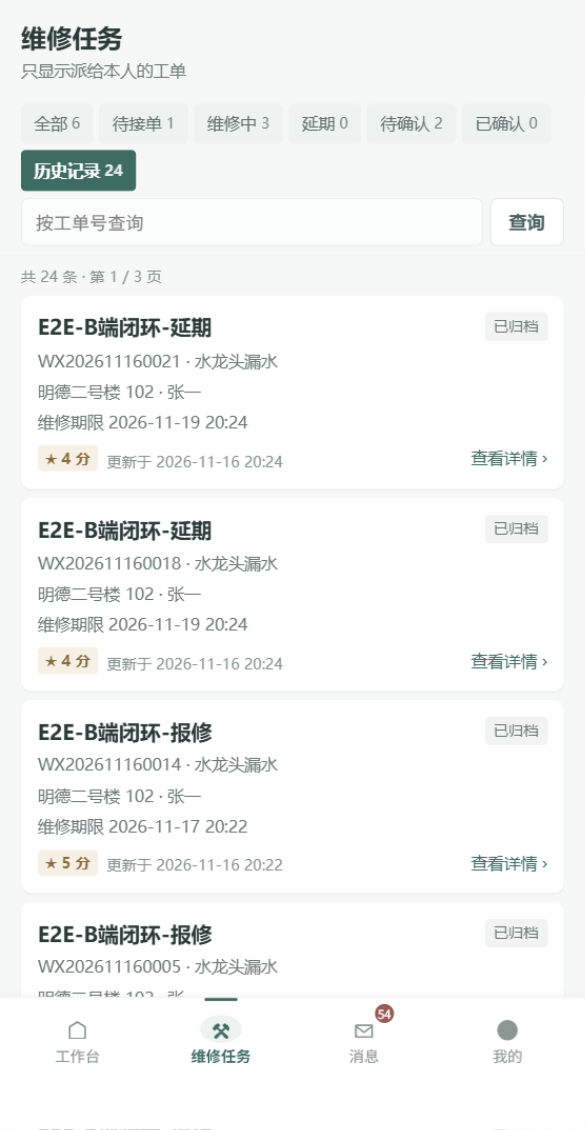 维修任务
只显示派给本人的工单
全部 6 待接单 1 维修中 3 延期 0 待确认 2 已确认 0
历史记录 24
按工单号查询 查询
共 24 条 · 第 1 / 3 页
E2E-B端闭环-延期 已归档
WX202611160021 · 水龙头漏水
明德二号楼 102 · 张一
维修期限 2026-11-19 20:24
★ 4 分 更新于 2026-11-16 20:24 查看详情 ›
E2E-B端闭环-延期 已归档
WX202611160018 · 水龙头漏水
明德二号楼 102 · 张一
维修期限 2026-11-19 20:24
★ 4 分 更新于 2026-11-16 20:24 查看详情 ›
E2E-B端闭环-报修 已归档
WX202611160014 · 水龙头漏水
明德二号楼 102 · 张一
维修期限 2026-11-17 20:22
★ 5 分 更新于 2026-11-16 20:22 查看详情 ›
E2E-B端闭环-报修 已归档
WX202611160005 · 水龙头漏水
明德二号楼 102 · 张
54
工作台 维修任务 消息 我的